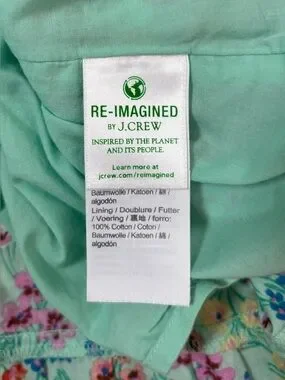 RE-IMAGINED
BY J.CREW
INSPIRED BY THE PLANET
AND ITS PEOPLE.
Learn more at
jcrew.com/reimagined
Baumwolle / Katoen / 綿 /
algodón
Lining / Doublure / Futter
/ Voering / 裏地 / forro:
100% Cotton / Coton /
Baumwolle / Katoen / 綿 /
algodón